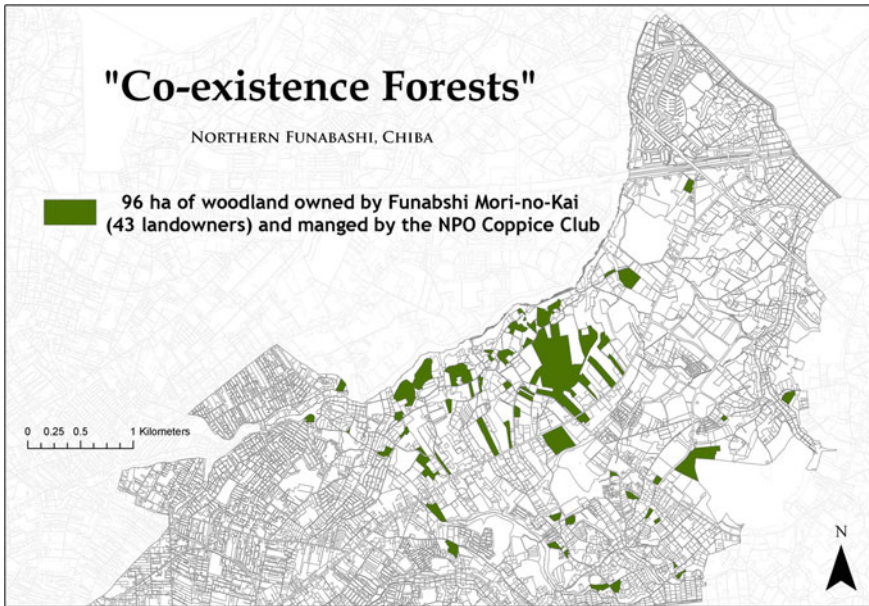 "Co-existence Forests"
Northern Funabashi, Chiba
96 ha of woodland owned by Funabshi Mori-no-Kai
(43 landowners) and manged by the NPO Coppice Club
0 0.25 0.5 1 Kilometers
N